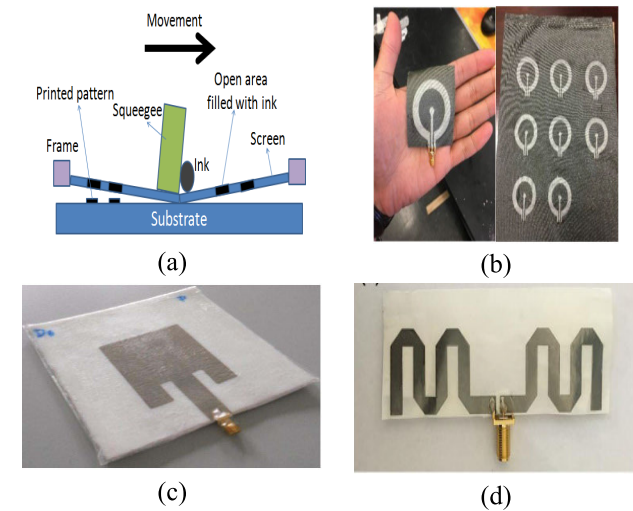 Movement
Printed pattern
Squeegee
Open area
filled with ink
Frame
Ink
Screen
Substrate
(a)
(b)
(c)
(d)